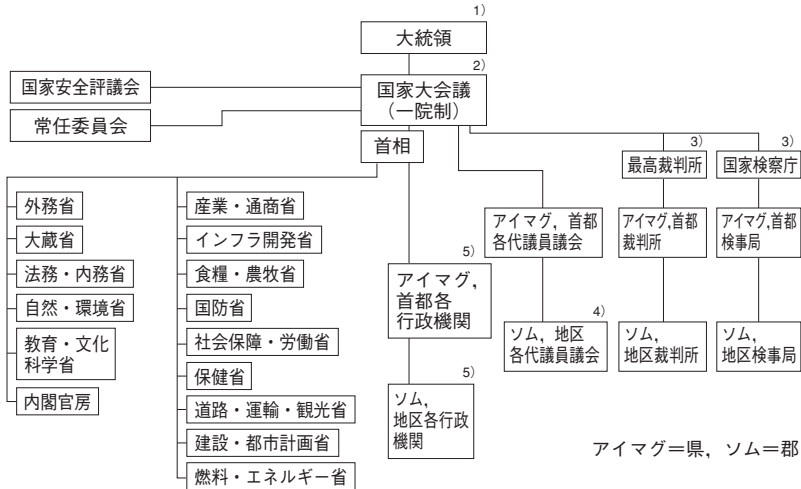 1)
大統領
2)
国家大会議
(一院制)
国家安全評議会
常任委員会
首相
3)
最高裁判所
3)
国家検察庁
外務省
大蔵省
法務・内務省
自然・環境省
教育・文化
科学省
内閣官房
産業・通商省
インフラ開発省
食糧・農牧省
国防省
社会保障・労働省
保健省
道路・運輸・観光省
建設・都市計画省
燃料・エネルギー省
5)
アイマグ,
首都各
行政機関
5)
ソム,
地区各行政
機関
アイマグ, 首都
各代議員議会
4)
ソム, 地区
各代議員議会
アイマグ,首都
裁判所
ソム,
地区裁判所
アイマグ,首都
検事局
ソム,
地区検事局
アイマグ=県, ソム=郡